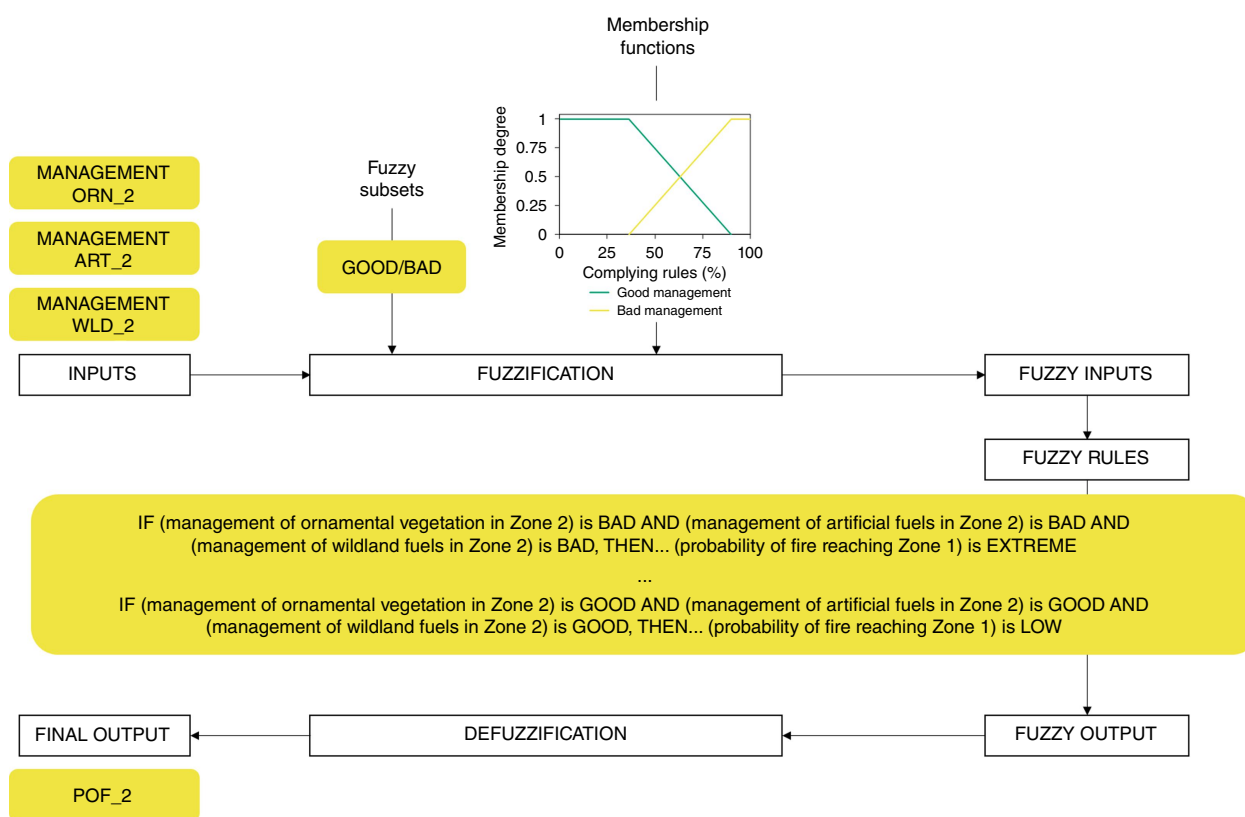 Membership
functions
1
0.75
0.5
0.25
0
Membership degree
0
25
50
75
100
Complying rules (%)
Good management
Bad management
MANAGEMENT
ORN_2
MANAGEMENT
ART_2
MANAGEMENT
WLD_2
Fuzzy
subsets
GOOD/BAD
INPUTS
FUZZIFICATION
FUZZY INPUTS
FUZZY RULES
IF (management of ornamental vegetation in Zone 2) is BAD AND (management of artificial fuels in Zone 2) is BAD AND
(management of wildland fuels in Zone 2) is BAD, THEN... (probability of fire reaching Zone 1) is EXTREME
...
IF (management of ornamental vegetation in Zone 2) is GOOD AND (management of artificial fuels in Zone 2) is GOOD AND
(management of wildland fuels in Zone 2) is GOOD, THEN... (probability of fire reaching Zone 1) is LOW
FINAL OUTPUT
DEFUZZIFICATION
FUZZY OUTPUT
POF_2